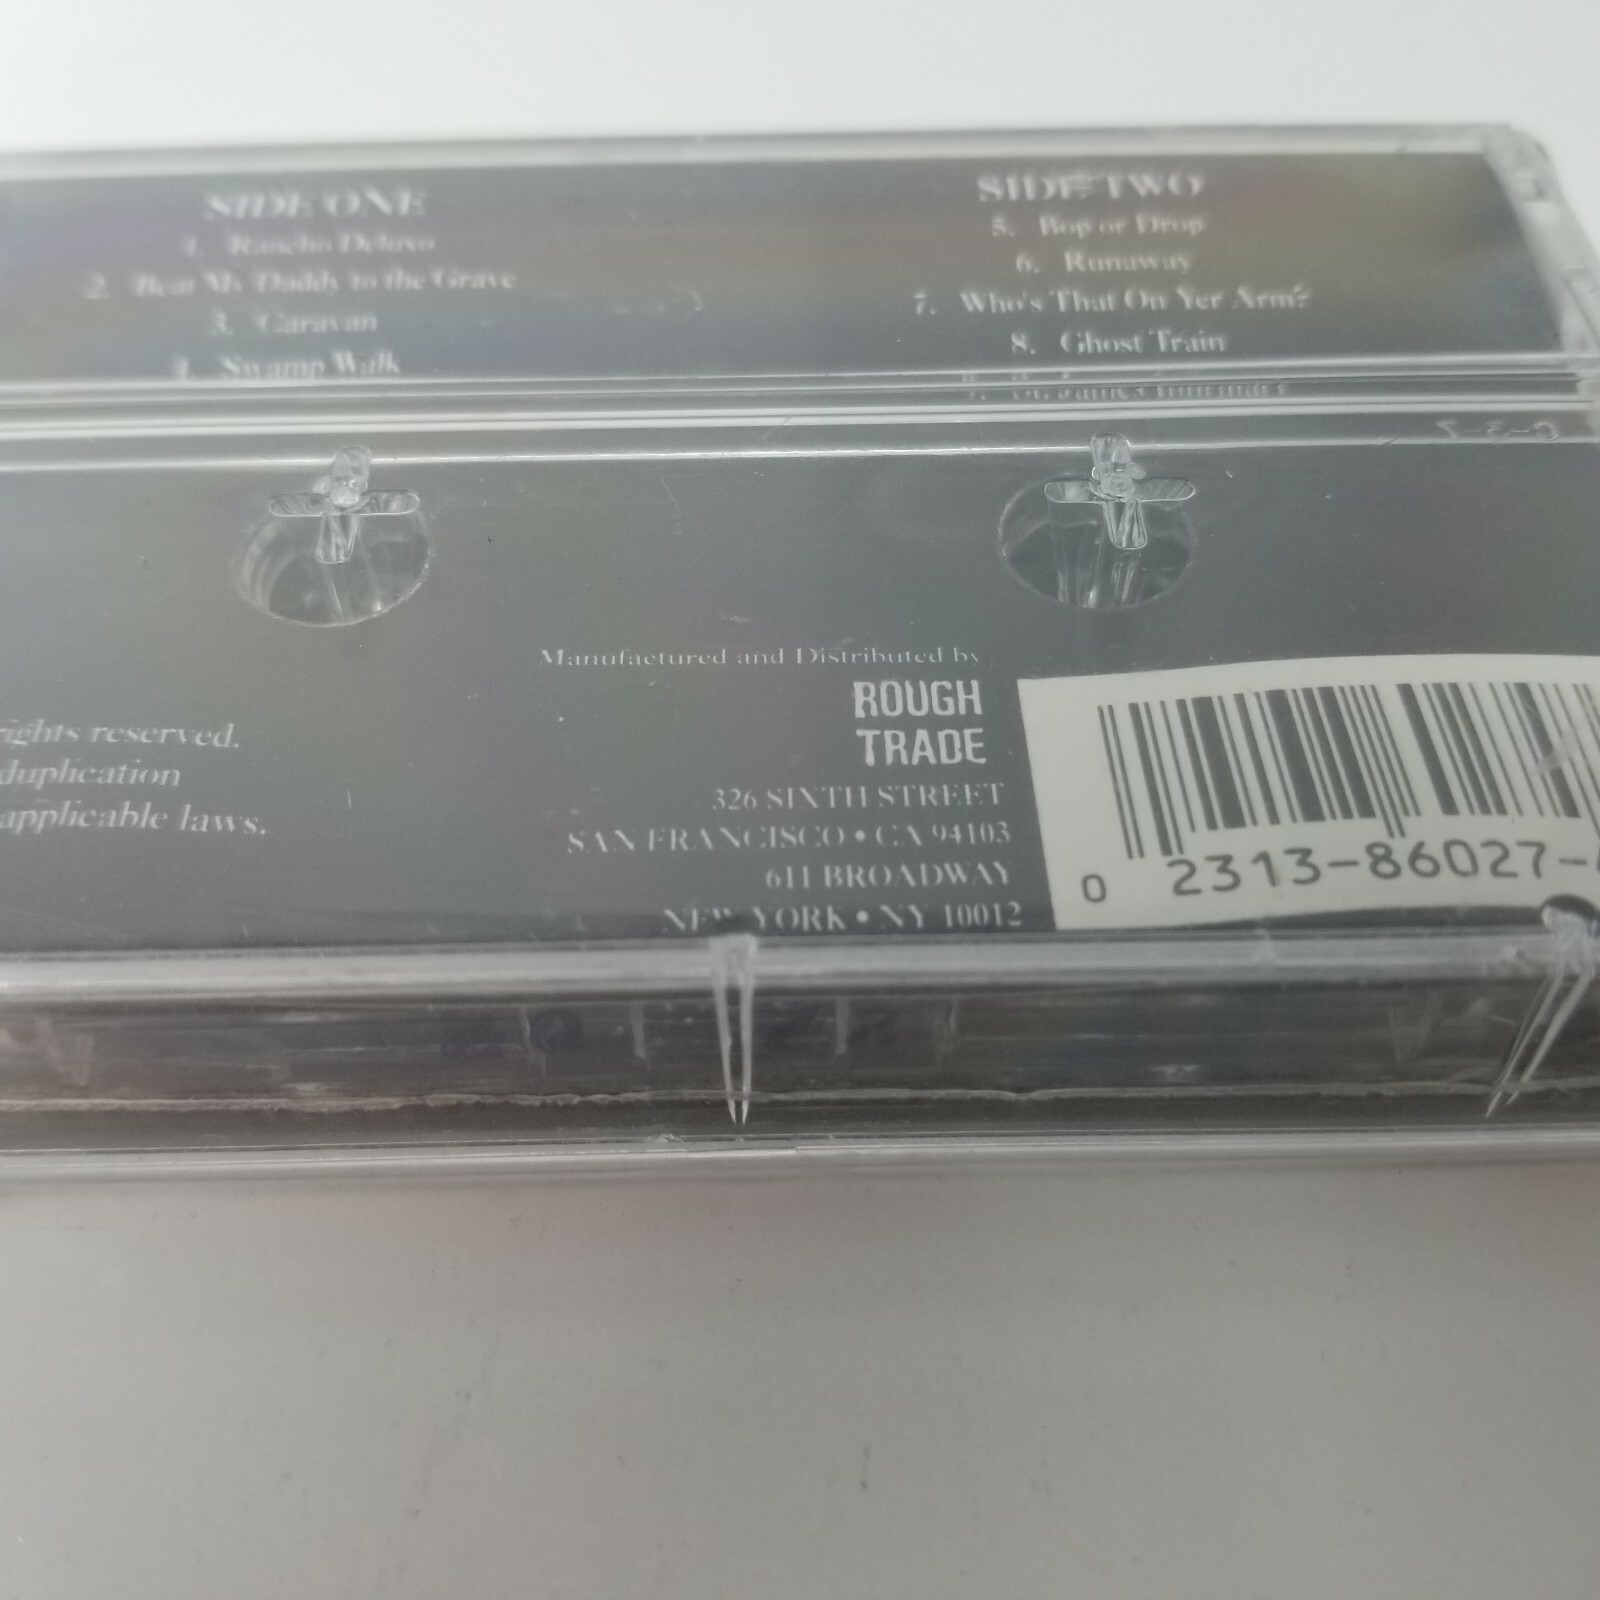 SIDE ONE
1. Rancho Deluxo
2. Beat My Daddy to the Grave
3. Caravan
4. Swamp Walk
SIDE TWO
5. Bop or Drop
6. Runaway
7. Who's That On Yer Arm?
8. Ghost Train
ights reserved.
duplication
applicable laws.
Manufactured and Distributed by
ROUGH
TRADE
326 SIXTH STREET
SAN FRANCISCO • CA 94103
611 BROADWAY
NEW YORK • NY 10012
0 2313-86027-